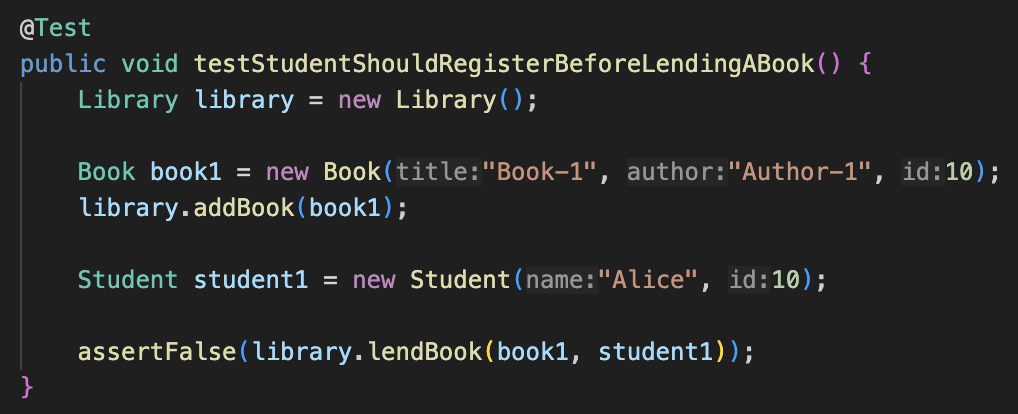 @Test
public void testStudentShouldRegisterBeforeLendingABook() {
Library library = new Library();
Book book1 = new Book(title:"Book-1", author:"Author-1", id:10);
library.addBook(book1);
Student student1 = new Student(name:"Alice", id:10);
assertFalse(library.lendBook(book1, student1));
}